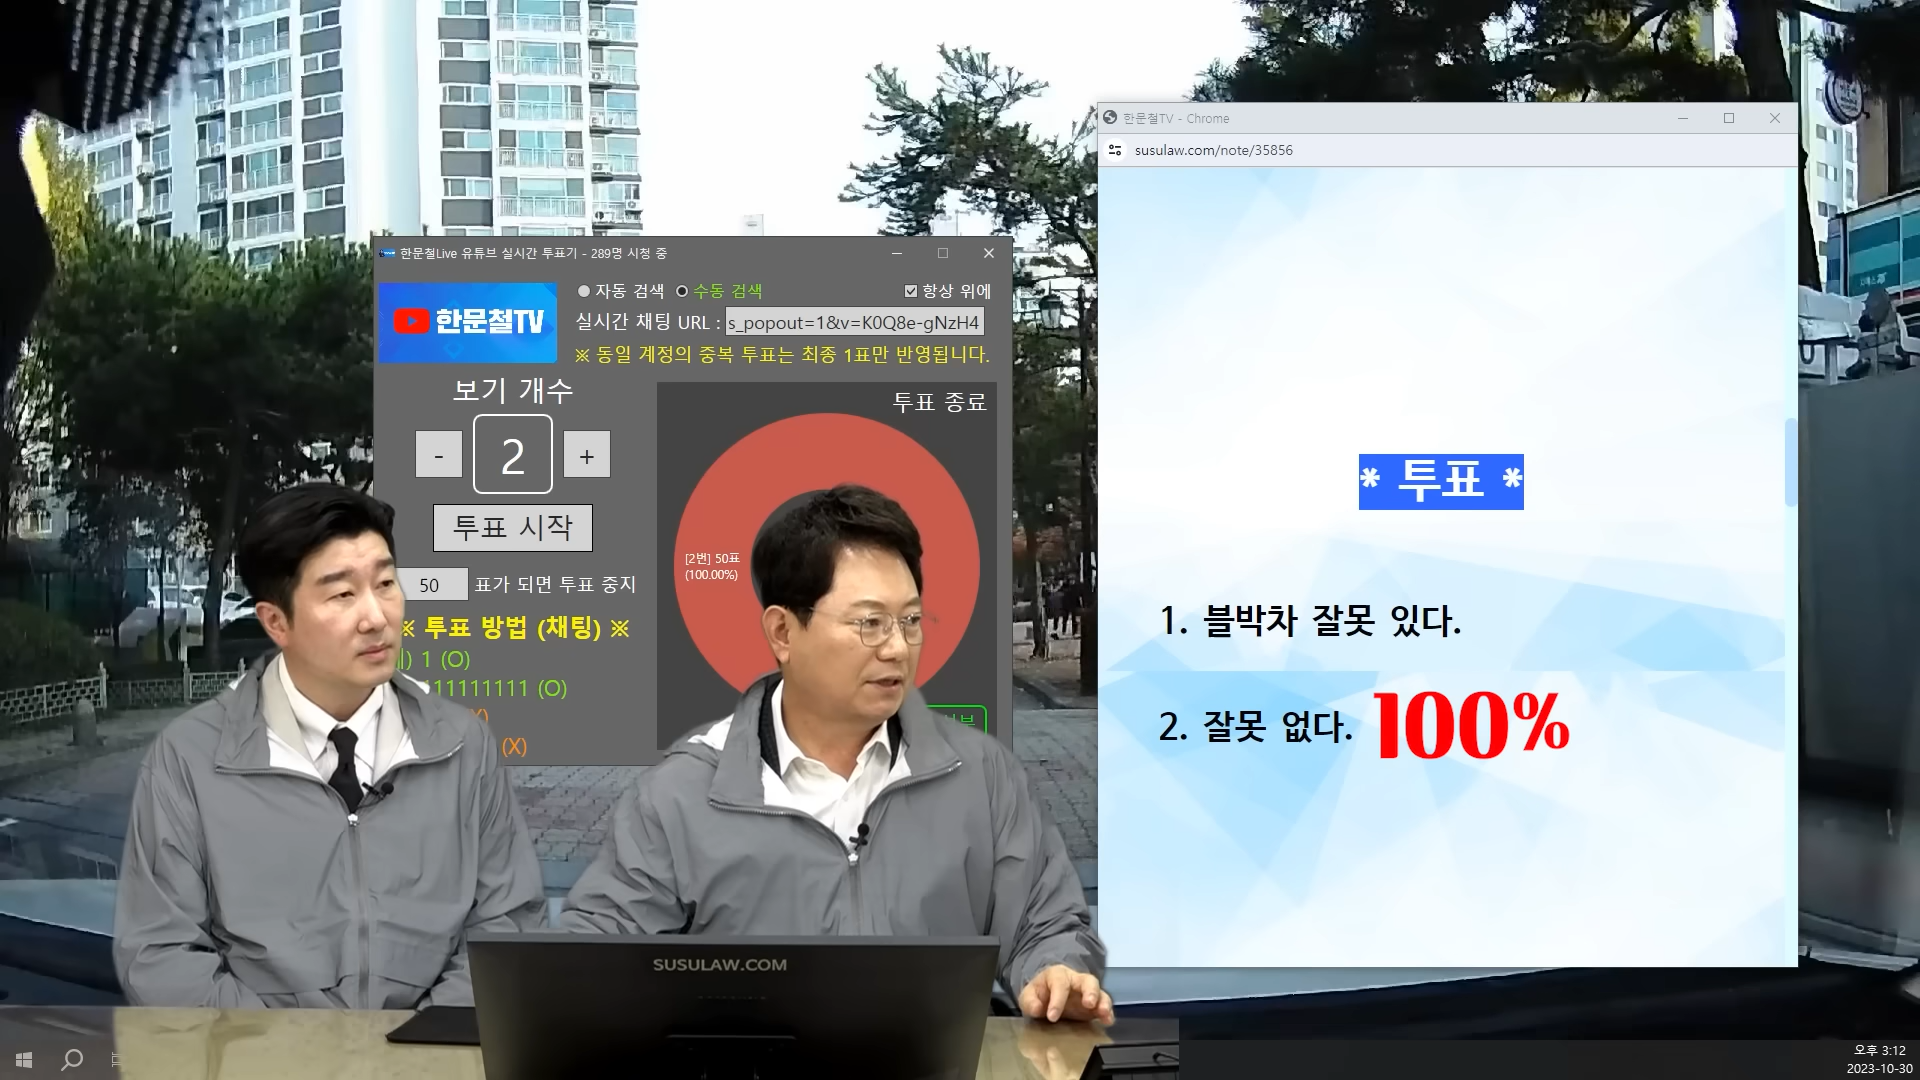 한문철Live 유튜브 실시간 투표기 - 289명 시청 중
한문철TV
자동 검색 수동 검색 항상 위에
실시간 채팅 URL : s_popout=1&v=K0Q8e-gNzH4
※ 동일 계정의 중복 투표는 최종 1표만 반영됩니다.
보기 개수
- 2 +
투표 시작
50 표가 되면 투표 중지
※ 투표 방법 (채팅) ※
) 1 (O)
111111111 (O)
(X)
(X)
투표 종료
[2번] 50표
(100.00%)
한문철TV - Chrome
susulaw.com/note/35856
* 투표 *
1. 블박차 잘못 있다.
2. 잘못 없다. 100%
SUSULAW.COM
오후 3:12
2023-10-30